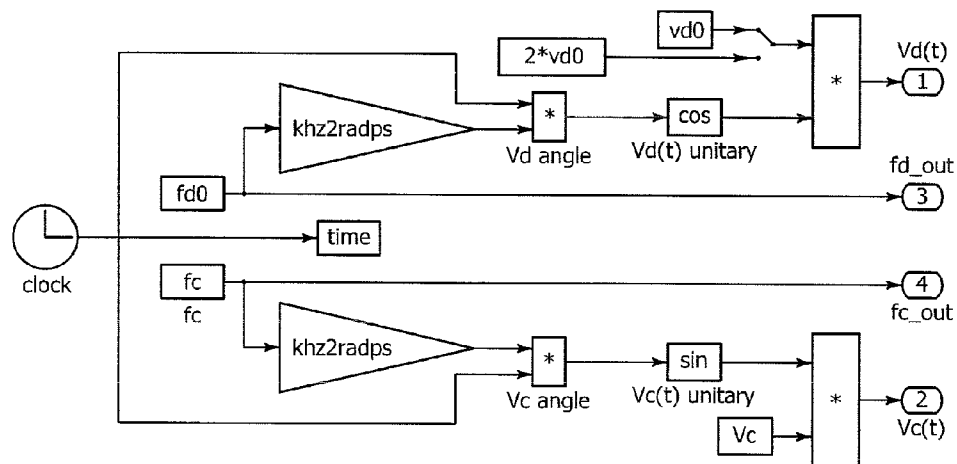 vd0
2*vd0
Vd(t)
*
1
khz2radps
*
cos
Vd angle
Vd(t) unitary
fd_out
fd0
3
time
clock
fc
4
fc
fc_out
khz2radps
*
sin
Vc angle
Vc(t) unitary
*
2
Vc
Vc(t)